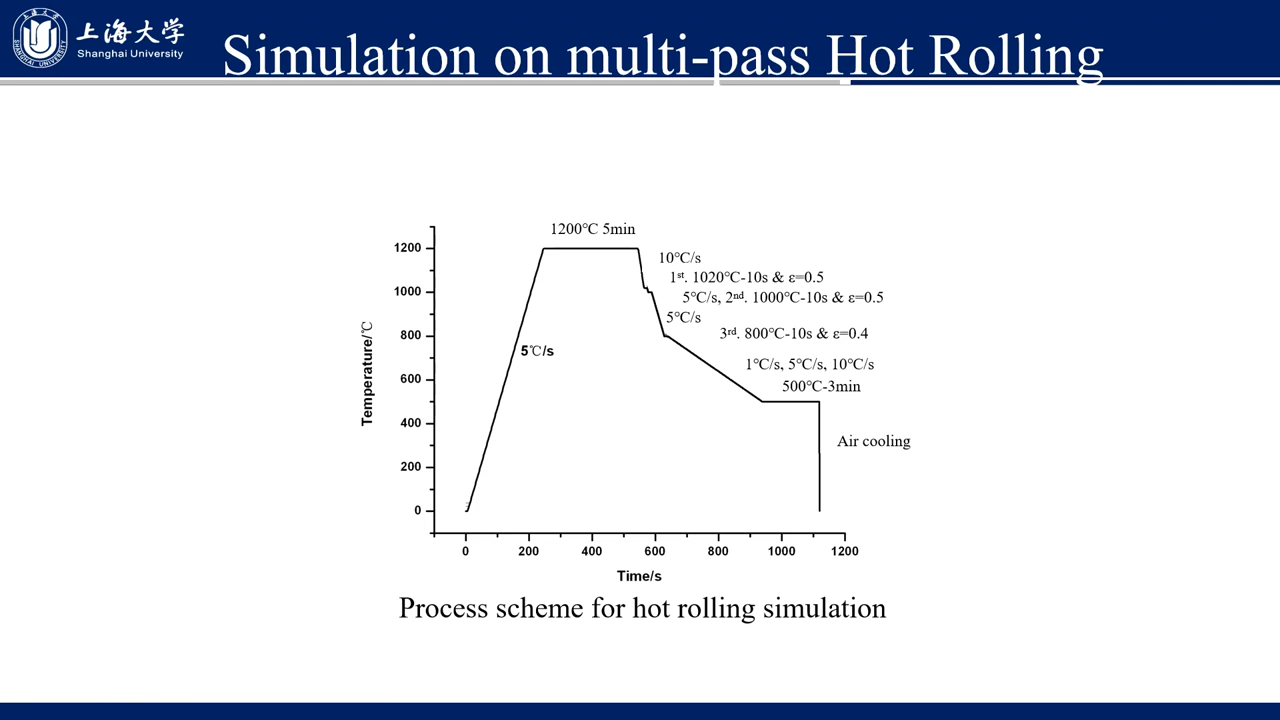 上海大学
Shanghai University
SHANGHAI UNIVERSITY
Simulation on multi-pass Hot Rolling
1200℃ 5min
10℃/s
1st. 1020℃-10s & ε=0.5
5℃/s, 2nd. 1000℃-10s & ε=0.5
5℃/s
3rd. 800℃-10s & ε=0.4
5℃/s
1℃/s, 5℃/s, 10℃/s
500℃-3min
Air cooling
Temperature/℃
1200
1000
800
600
400
200
0
0 200 400 600 800 1000 1200
Time/s
Process scheme for hot rolling simulation